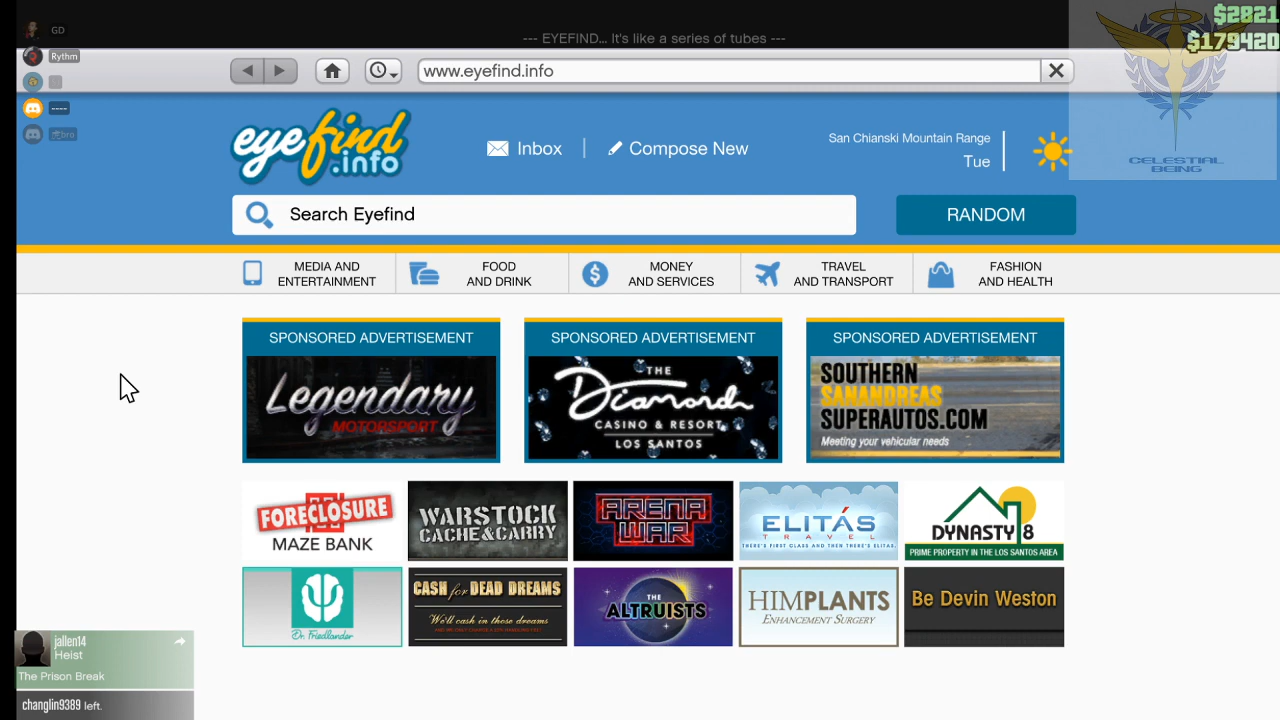 GD
Rythm
----
--- EYEFIND... It's like a series of tubes ---
$2821
$179420
www.eyefind.info
eyefind
.info
Inbox
Compose New
San Chianski Mountain Range
Tue
CELESTIAL
BEING
Search Eyefind
RANDOM
MEDIA AND
ENTERTAINMENT
FOOD
AND DRINK
MONEY
AND SERVICES
TRAVEL
AND TRANSPORT
FASHION
AND HEALTH
SPONSORED ADVERTISEMENT
Legendary
MOTORSPORT
SPONSORED ADVERTISEMENT
THE
Diamond
CASINO & RESORT
LOS SANTOS
SPONSORED ADVERTISEMENT
SOUTHERN
SANANDREAS
SUPERAUTOS.COM
Meeting your vehicular needs
FORECLOSURE
MAZE BANK
WARSTOCK
CACHE&CARRY
ARENA
WAR
ELITÁS
TRAVEL
THERE'S FIRST CLASS AND THEN THERE'S ELITAS.
DYNASTY 8
PRIME PROPERTY IN THE LOS SANTOS AREA
Dr. Friedlander
CASH for DEAD DREAMS
We'll cash in those dreams
THE
ALTRUISTS
HIMPLANTS
ENHANCEMENT SURGERY
Be Devin Weston
jallen14
Heist
The Prison Break
changlin9389 left.